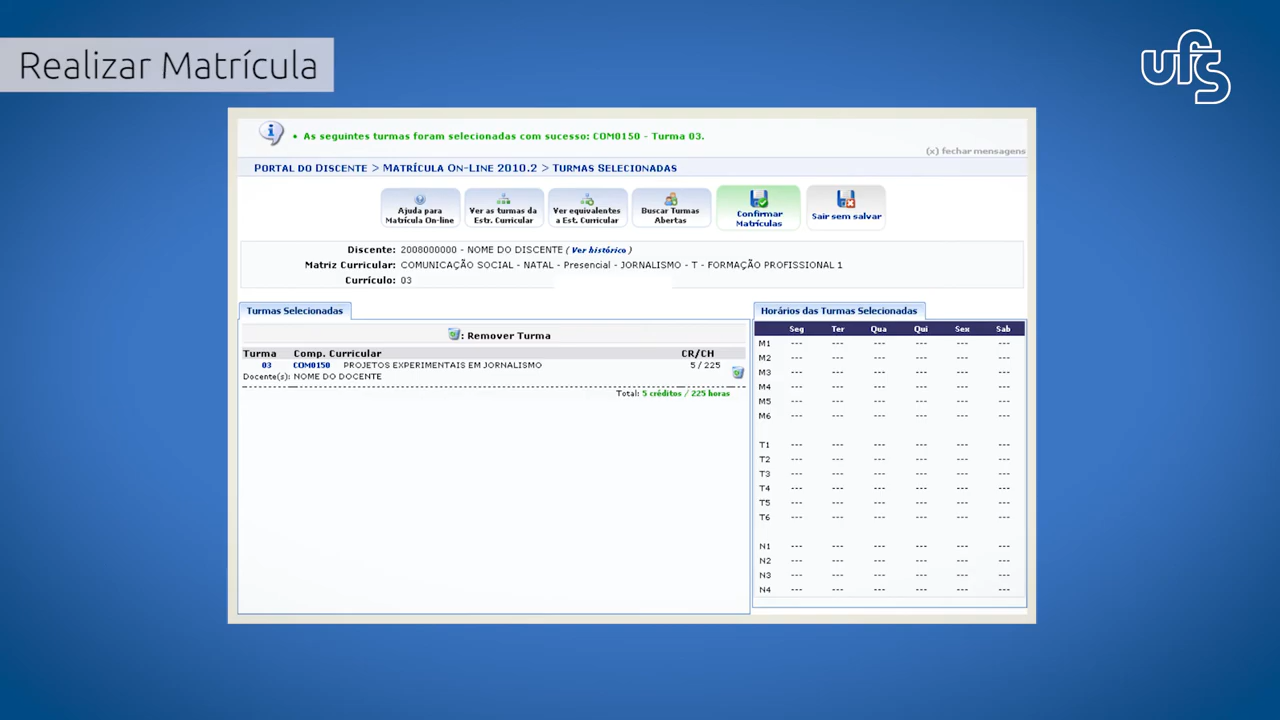 Realizar Matrícula
ufs
• As seguintes turmas foram selecionadas com sucesso: COM0150 - Turma 03.
(x) fechar mensagens
PORTAL DO DISCENTE > MATRÍCULA ON-LINE 2010.2 > TURMAS SELECIONADAS
Ajuda para Matrícula On-line
Ver as turmas da Estr. Curricular
Ver equivalentes a Est. Curricular
Buscar Turmas Abertas
Confirmar Matrículas
Sair sem salvar
Discente: 2008000000 - NOME DO DISCENTE ( Ver histórico )
Matriz Curricular: COMUNICAÇÃO SOCIAL - NATAL - Presencial - JORNALISMO - T - FORMAÇÃO PROFISSIONAL 1
Currículo: 03
Turmas Selecionadas
: Remover Turma
Turma Comp. Curricular CR/CH
03 COM0150 PROJETOS EXPERIMENTAIS EM JORNALISMO 5 / 225
Docente(s): NOME DO DOCENTE
Total: 5 créditos / 225 horas
Horários das Turmas Selecionadas
Seg Ter Qua Qui Sex Sab
M1 --- --- --- --- --- ---
M2 --- --- --- --- --- ---
M3 --- --- --- --- --- ---
M4 --- --- --- --- --- ---
M5 --- --- --- --- --- ---
M6 --- --- --- --- --- ---
T1 --- --- --- --- --- ---
T2 --- --- --- --- --- ---
T3 --- --- --- --- --- ---
T4 --- --- --- --- --- ---
T5 --- --- --- --- --- ---
T6 --- --- --- --- --- ---
N1 --- --- --- --- --- ---
N2 --- --- --- --- --- ---
N3 --- --- --- --- --- ---
N4 --- --- --- --- --- ---